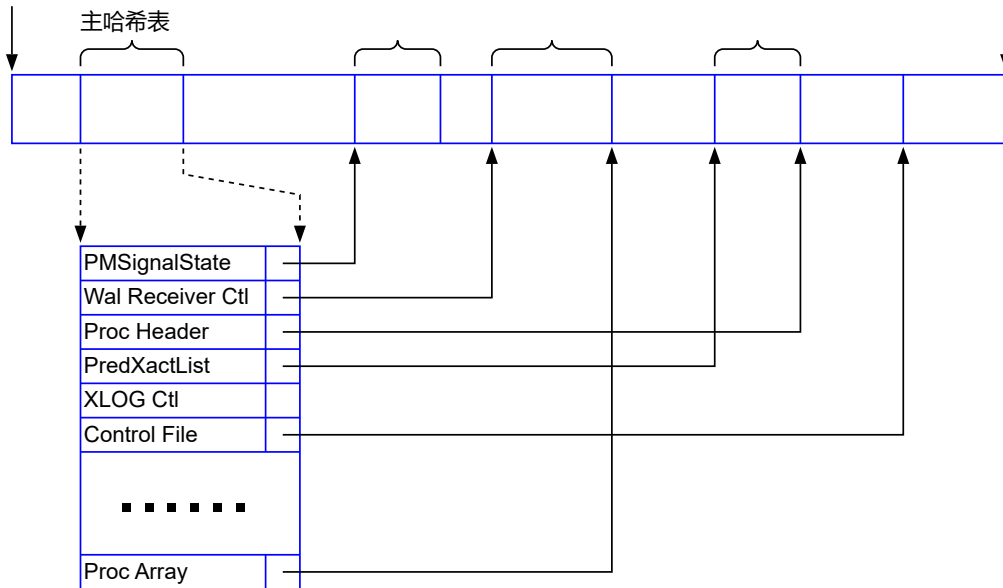 主哈希表
PMSignalState
Wal Receiver Ctl
Proc Header
PredXactList
XLOG Ctl
Control File
Proc Array